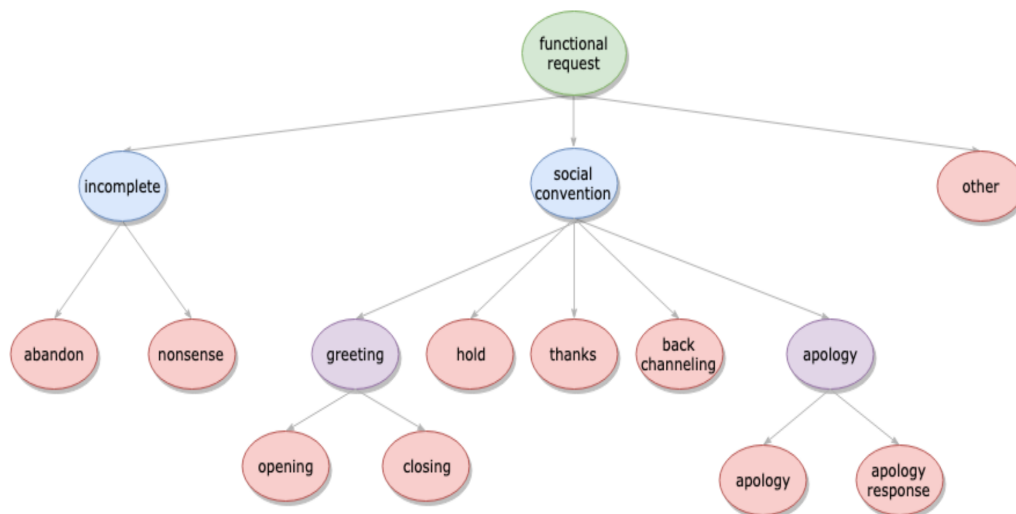 functional
request
incomplete
social
convention
other
abandon
nonsense
greeting
hold
thanks
back
channeling
apology
opening
closing
apology
apology
response